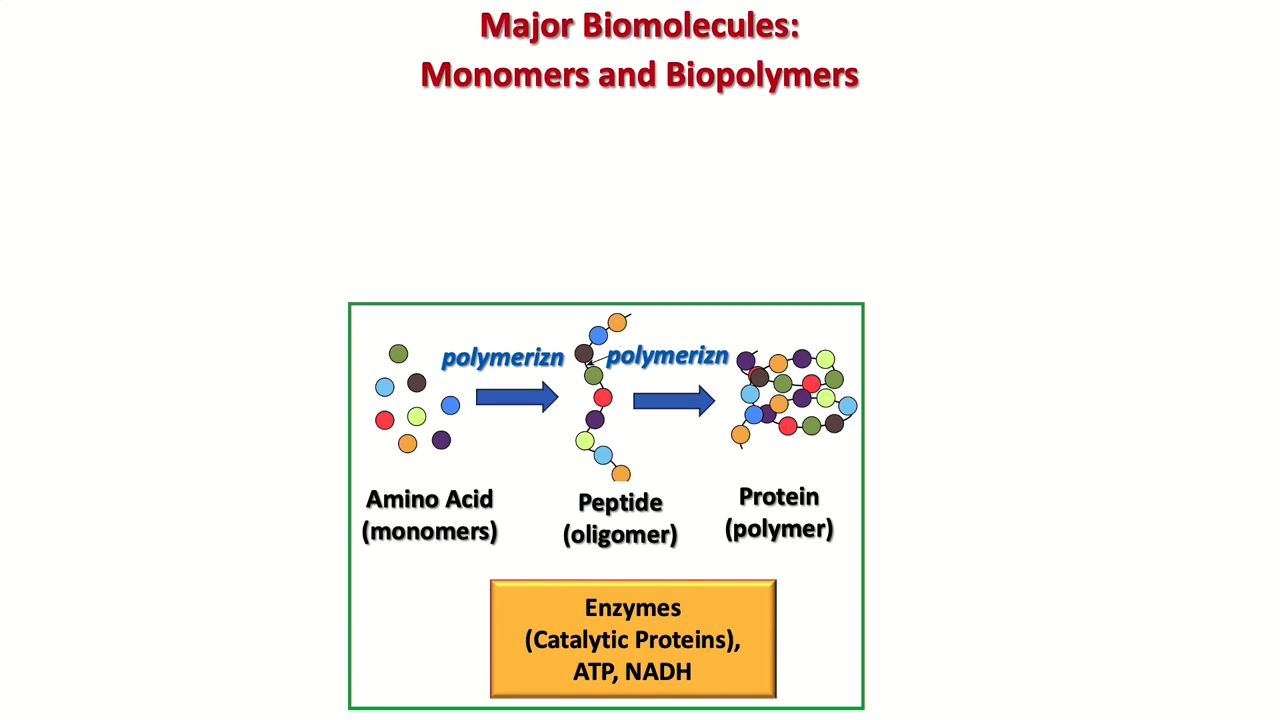 Major Biomolecules:
Monomers and Biopolymers
polymerizn
polymerizn
Amino Acid
(monomers)
Peptide
(oligomer)
Protein
(polymer)
Enzymes
(Catalytic Proteins),
ATP, NADH